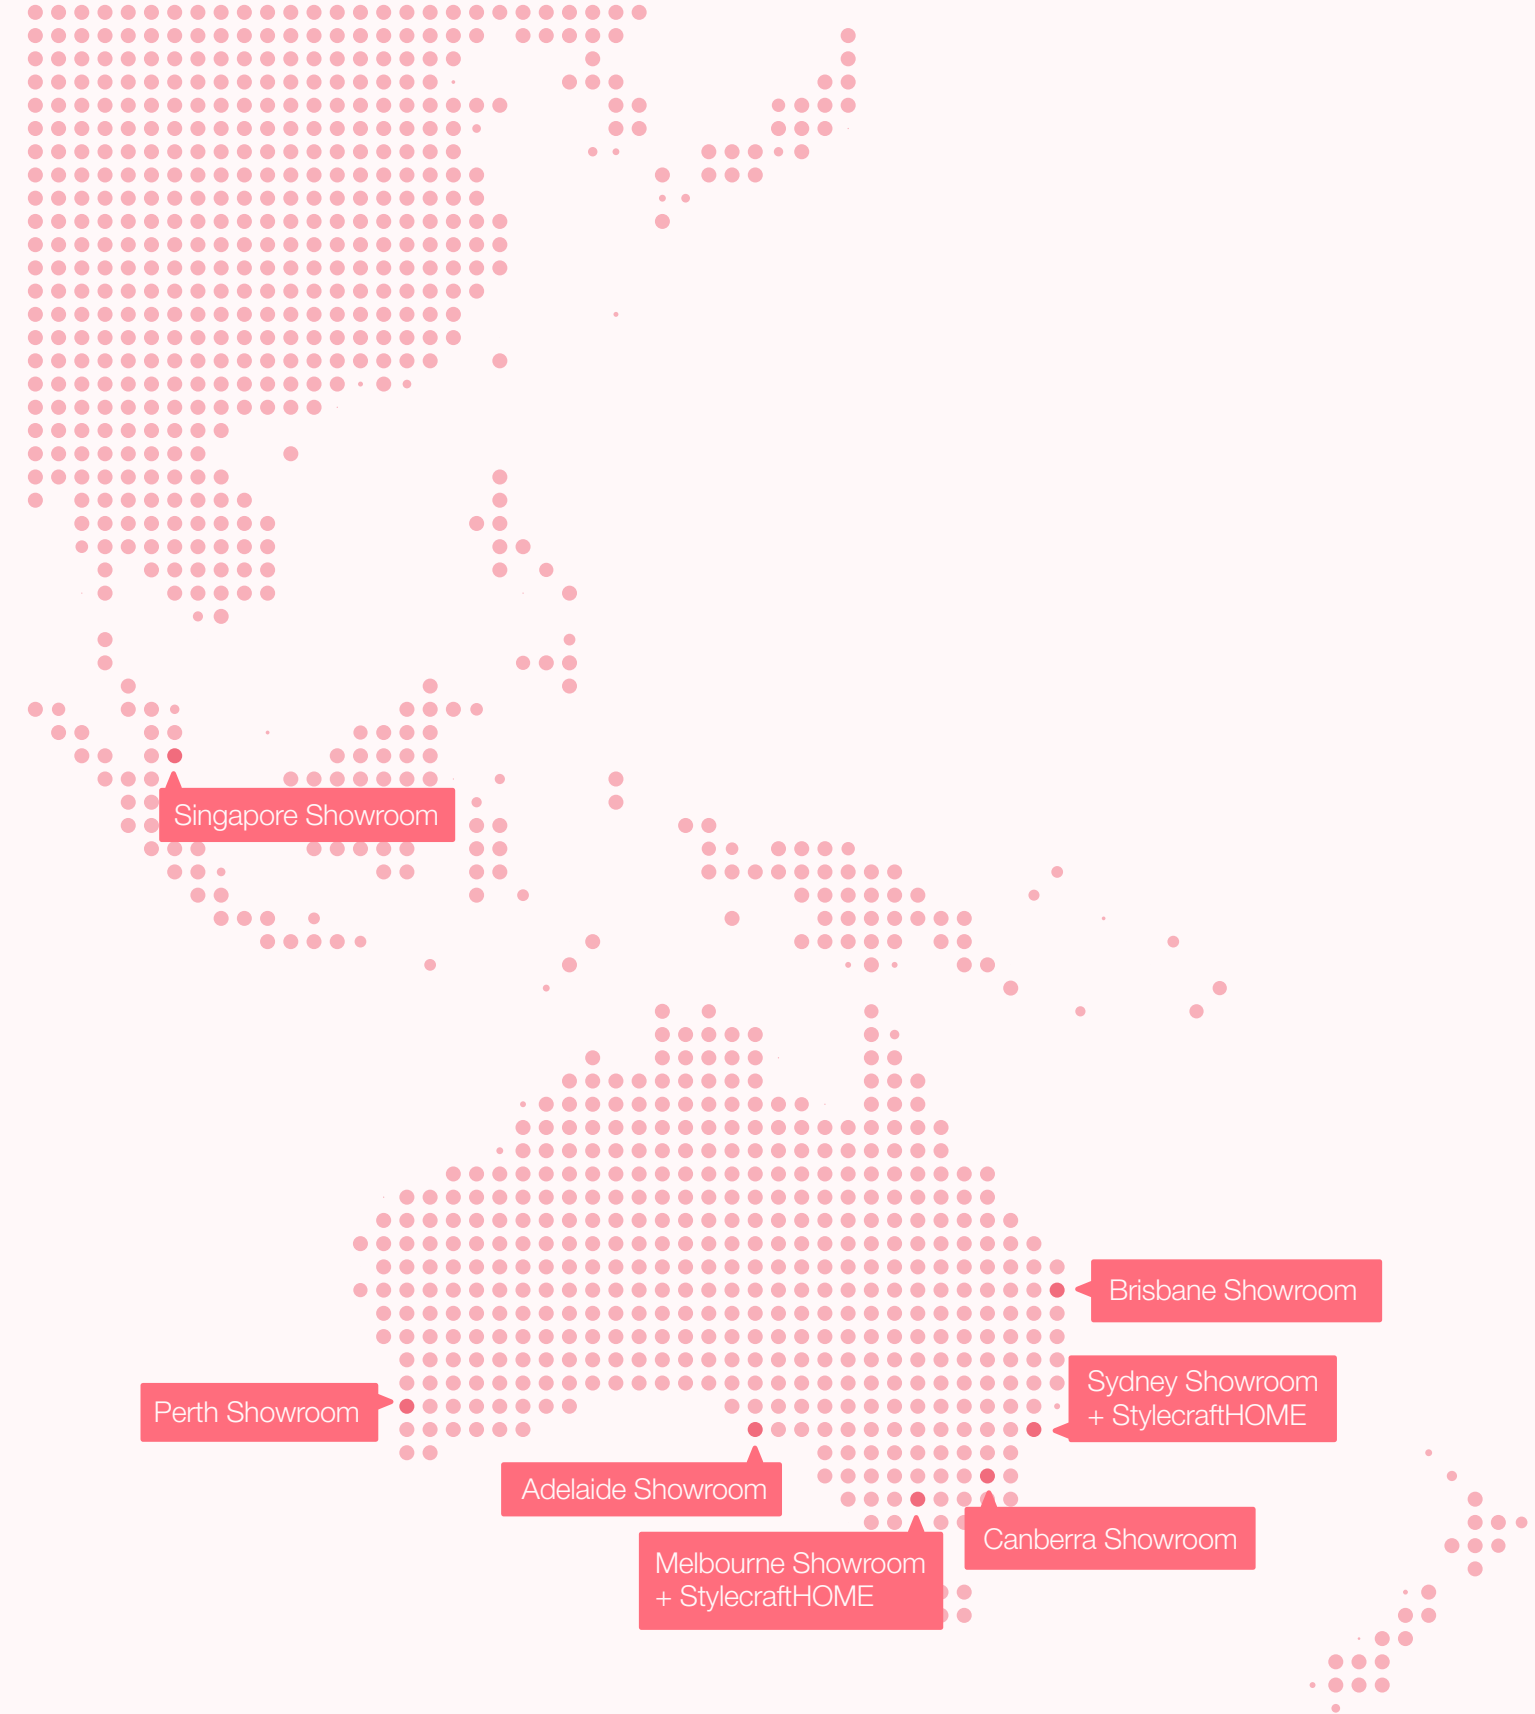 Singapore Showroom
Brisbane Showroom
Sydney Showroom
+ StylecraftHOME
Perth Showroom
Adelaide Showroom
Canberra Showroom
Melbourne Showroom
+ StylecraftHOME